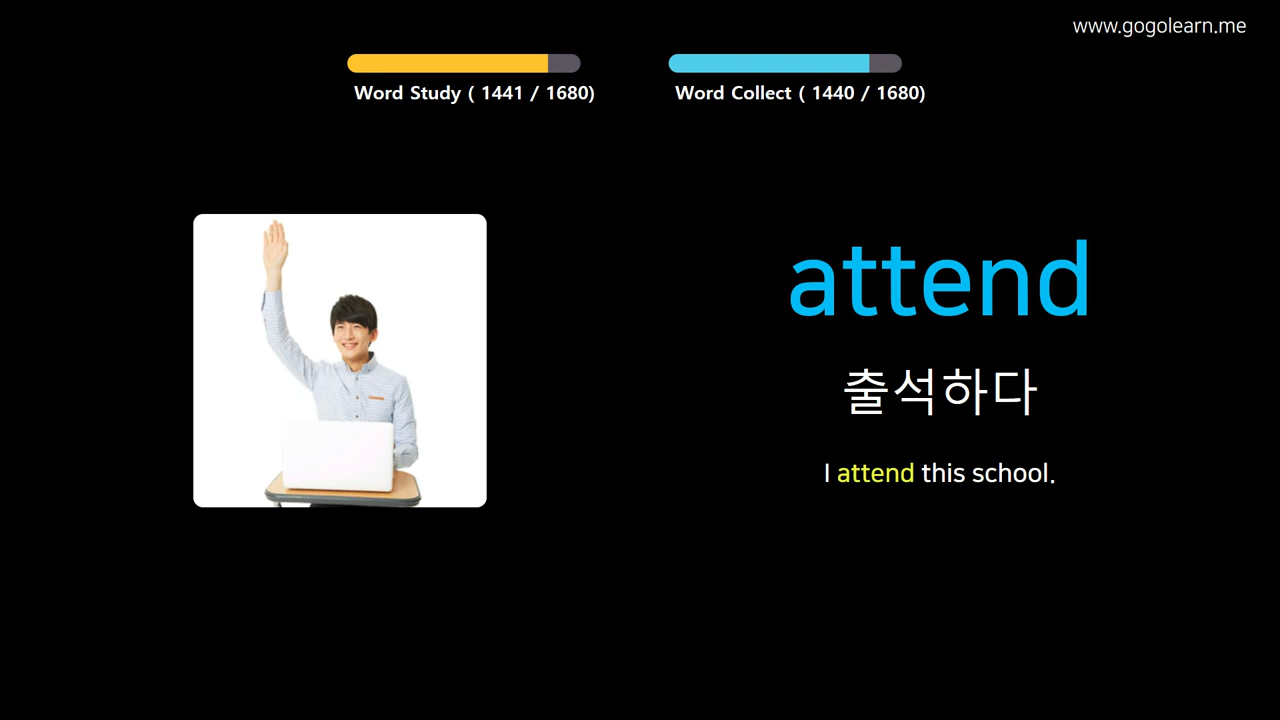 www.gogolearn.me
Word Study ( 1441 / 1680)
Word Collect ( 1440 / 1680)
attend
출석하다
I attend this school.